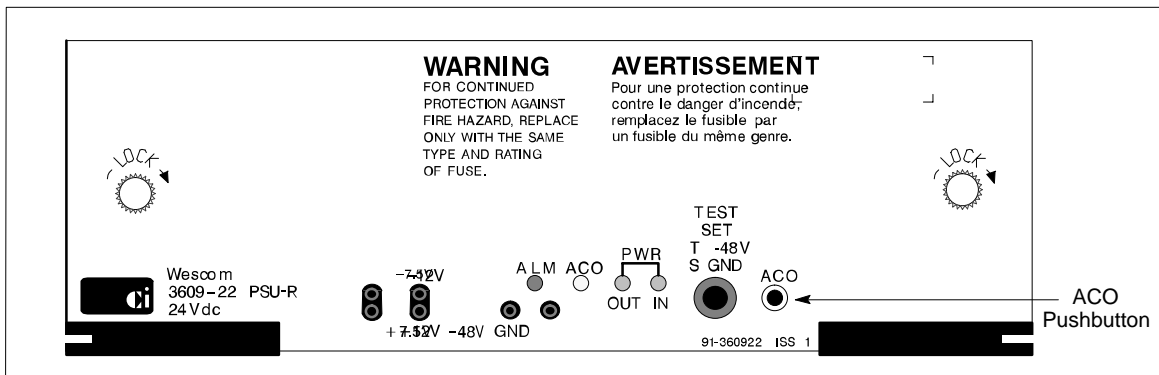 WARNING
FOR CONTINUED
PROTECTION AGAINST
FIRE HAZARD, REPLACE
ONLY WITH THE SAME
TYPE AND RATING
OF FUSE.
AVERTISSEMENT
Pour une protection continue
contre le danger d'incendé,
remplacez le fusible par
un fusible du même genre.
LOCK
LOCK
TEST
SET
T -48V
S GND
PWR
ALM ACO
OUT IN
ACO
ACO
Pushbutton
Wescom
3609-22 PSU-R
24Vdc
-48V GND
91-360922 ISS 1